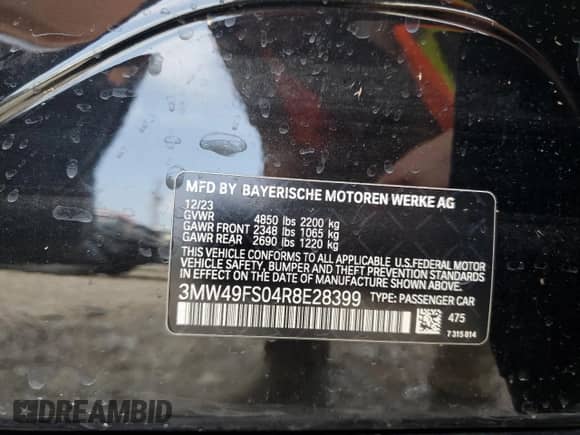 MFD BY BAYERISCHE MOTOREN WERKE AG
12/23
GVWR 4850 lbs 2200 kg
GAWR FRONT 2348 lbs 1065 kg
GAWR REAR 2690 lbs 1220 kg
THIS VEHICLE CONFORMS TO ALL APPLICABLE U.S.FEDERAL MOTOR
VEHICLE SAFETY, BUMPER AND THEFT PREVENTION STANDARDS
IN EFFECT ON THE DATE OF MANUFACTURE SHOWN ABOVE.
3MW49FS04R8E28399 TYPE: PASSENGER CAR
475
7 315 814
DREAMBID